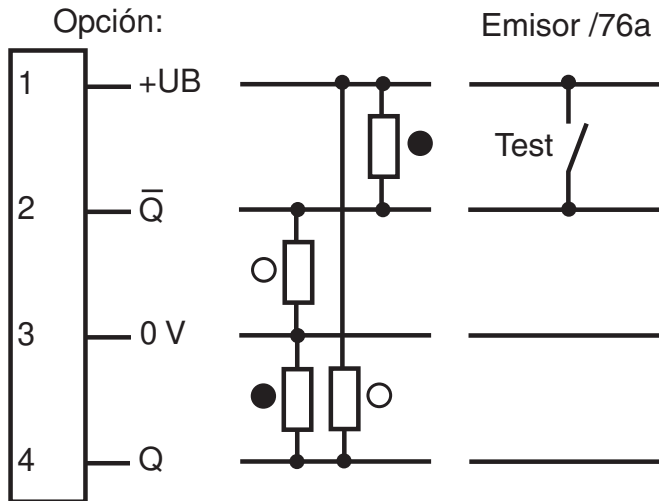 Opción:
Emisor /76a
1 +UB
Test
2 Q̅
3 0 V
4 Q